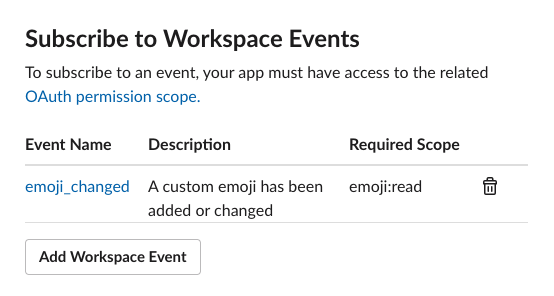 Subscribe to Workspace Events
To subscribe to an event, your app must have access to the related
OAuth permission scope.
Event Name Description Required Scope
emoji_changed A custom emoji has been emoji:read
added or changed
Add Workspace Event